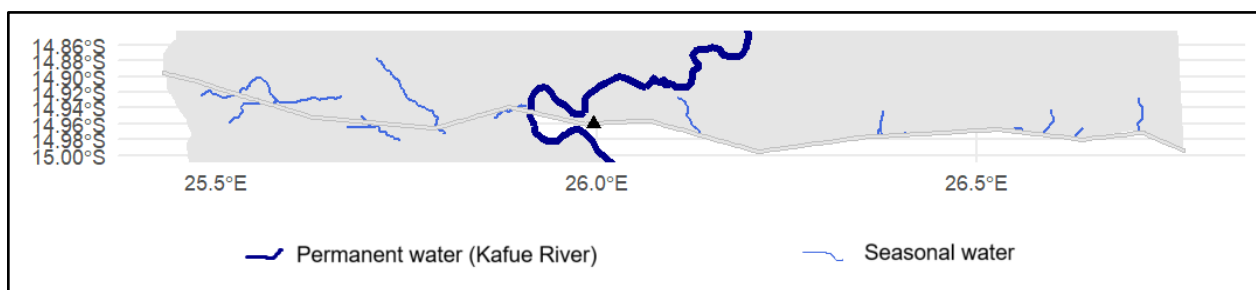 14.86°S
14.88°S
14.90°S
14.92°S
14.94°S
14.96°S
14.98°S
15.00°S
25.5°E 26.0°E 26.5°E
Permanent water (Kafue River) Seasonal water